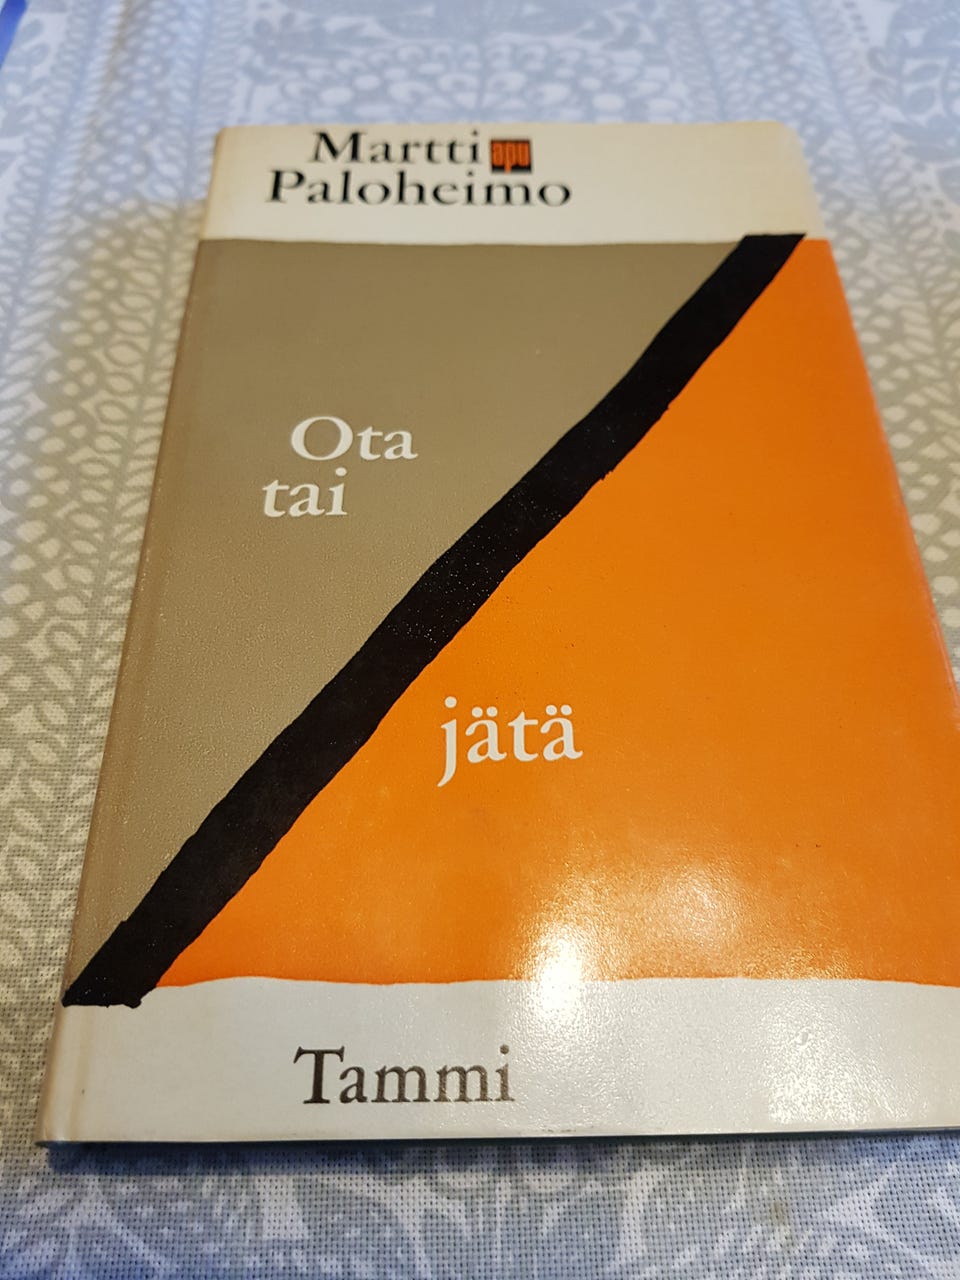 Martti apu
Paloheimo
Ota
tai
jätä
Tammi